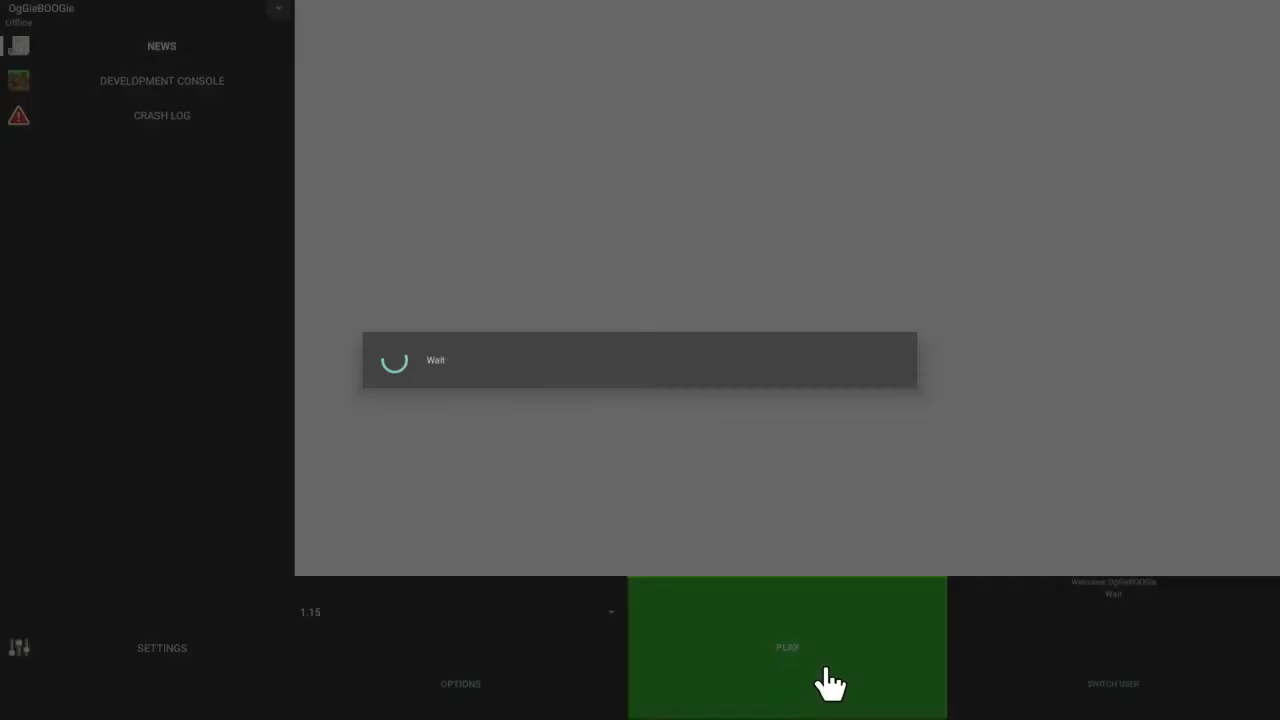 OgGieBOOGie
Offline
NEWS
DEVELOPMENT CONSOLE
CRASH LOG
Wait
1.15
PLAY
SETTINGS
OPTIONS
Welcome, OgGieBOOGie
Wait
SWITCH USER